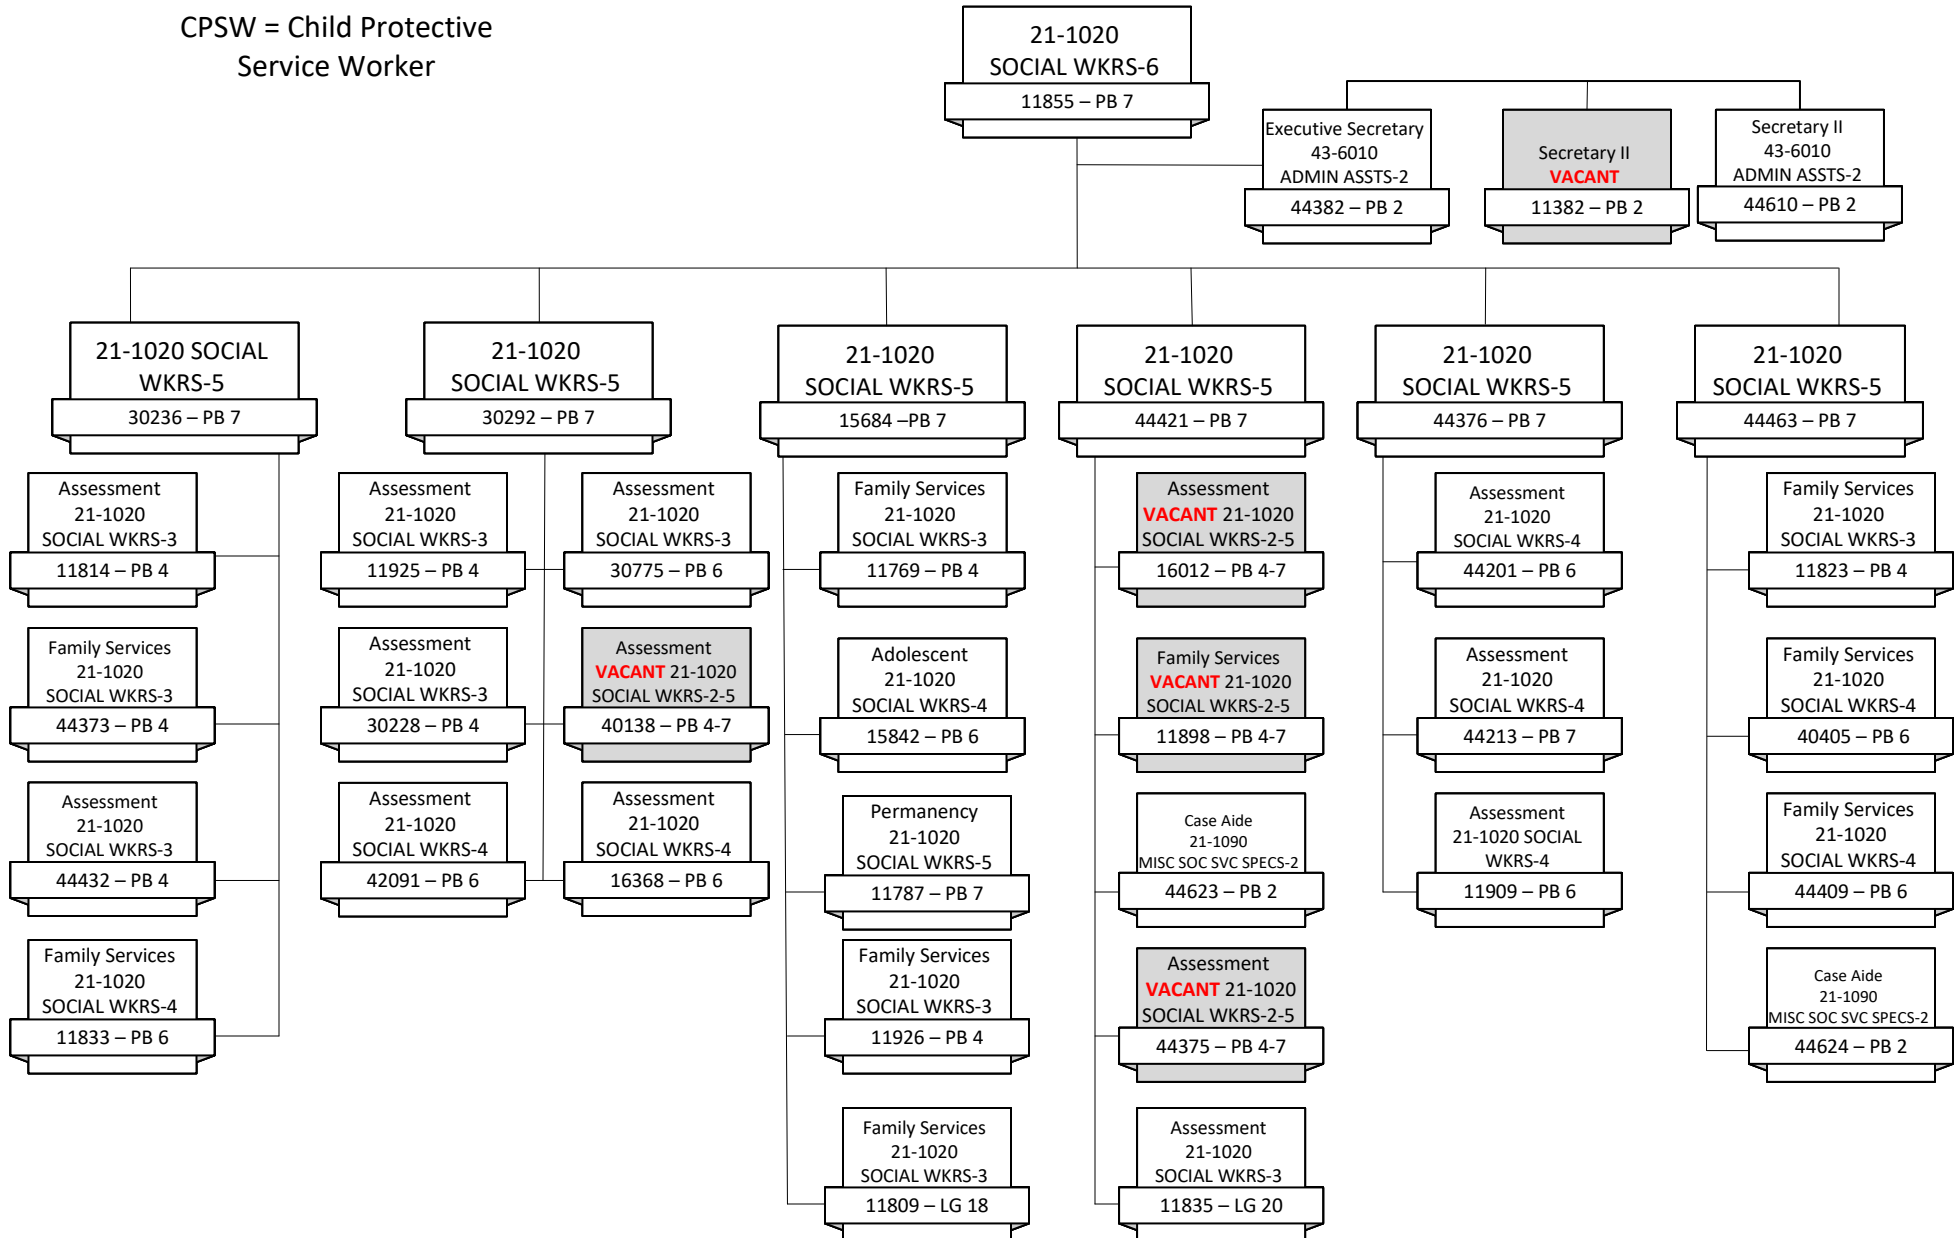 CPSW = Child Protective
Service Worker
21-1020
SOCIAL WKRS-6
11855 – PB 7
Executive Secretary
43-6010
ADMIN ASSTS-2
44382 – PB 2
Secretary II
VACANT
11382 – PB 2
Secretary II
43-6010
ADMIN ASSTS-2
44610 – PB 2
21-1020 SOCIAL
WKRS-5
30236 – PB 7
21-1020
SOCIAL WKRS-5
30292 – PB 7
21-1020
SOCIAL WKRS-5
15684 –PB 7
21-1020
SOCIAL WKRS-5
44421 – PB 7
21-1020
SOCIAL WKRS-5
44376 – PB 7
21-1020
SOCIAL WKRS-5
44463 – PB 7
Assessment
21-1020
SOCIAL WKRS-3
11814 – PB 4
Family Services
21-1020
SOCIAL WKRS-3
44373 – PB 4
Assessment
21-1020
SOCIAL WKRS-3
44432 – PB 4
Family Services
21-1020
SOCIAL WKRS-4
11833 – PB 6
Assessment
21-1020
SOCIAL WKRS-3
11925 – PB 4
Assessment
21-1020
SOCIAL WKRS-3
30775 – PB 6
Assessment
21-1020
SOCIAL WKRS-3
30228 – PB 4
Assessment
VACANT 21-1020
SOCIAL WKRS-2-5
40138 – PB 4-7
Assessment
21-1020
SOCIAL WKRS-4
42091 – PB 6
Assessment
21-1020
SOCIAL WKRS-4
16368 – PB 6
Family Services
21-1020
SOCIAL WKRS-3
11769 – PB 4
Adolescent
21-1020
SOCIAL WKRS-4
15842 – PB 6
Permanency
21-1020
SOCIAL WKRS-5
11787 – PB 7
Family Services
21-1020
SOCIAL WKRS-3
11926 – PB 4
Family Services
21-1020
SOCIAL WKRS-3
11809 – LG 18
Assessment
VACANT 21-1020
SOCIAL WKRS-2-5
16012 – PB 4-7
Family Services
VACANT 21-1020
SOCIAL WKRS-2-5
11898 – PB 4-7
Case Aide
21-1090
MISC SOC SVC SPECS-2
44623 – PB 2
Assessment
VACANT 21-1020
SOCIAL WKRS-2-5
44375 – PB 4-7
Assessment
21-1020
SOCIAL WKRS-3
11835 – LG 20
Assessment
21-1020
SOCIAL WKRS-4
44201 – PB 6
Assessment
21-1020
SOCIAL WKRS-4
44213 – PB 7
Assessment
21-1020 SOCIAL
WKRS-4
11909 – PB 6
Family Services
21-1020
SOCIAL WKRS-3
11823 – PB 4
Family Services
21-1020
SOCIAL WKRS-4
40405 – PB 6
Family Services
21-1020
SOCIAL WKRS-4
44409 – PB 6
Case Aide
21-1090
MISC SOC SVC SPECS-2
44624 – PB 2